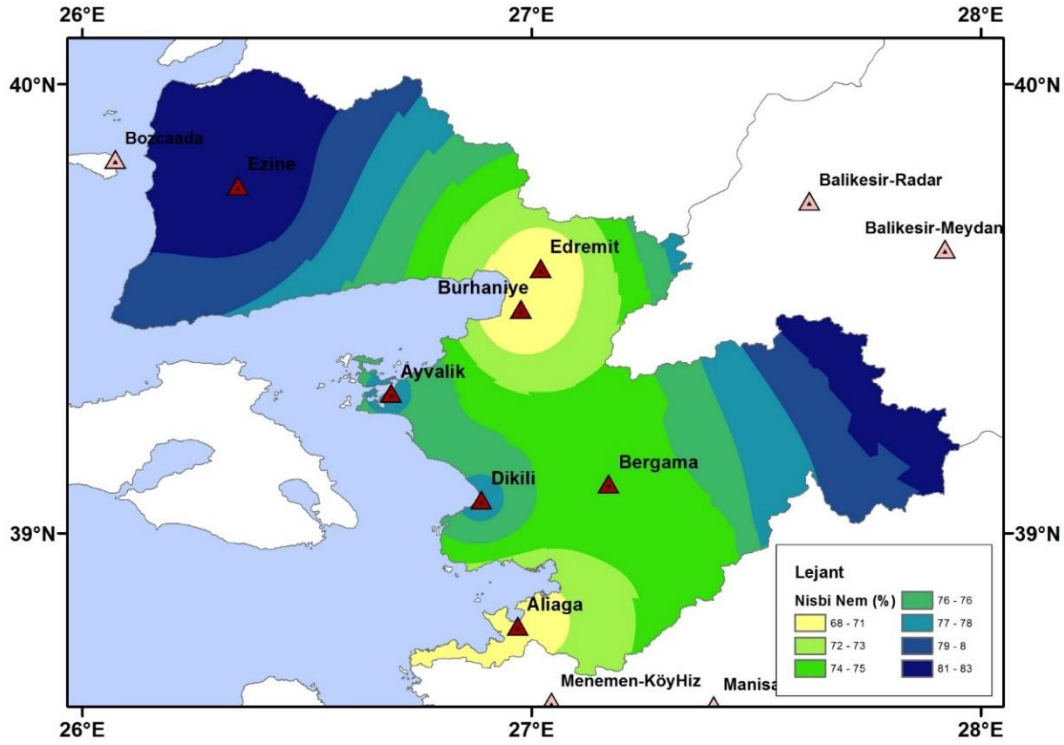 26°E 27°E 28°E
40°N 40°N
Bozcaada
Ezine
Balikesir-Radar
Balikesir-Meydan
Edremit
Burhaniye
Ayvalik
Bergama
Dikili
39°N 39°N
Aliaga
Lejant
Nisbi Nem (%)
68 - 71
72 - 73
74 - 75
76 - 76
77 - 78
79 - 8
81 - 83
Menemen-KöyHiz
Manisa
26°E 27°E 28°E